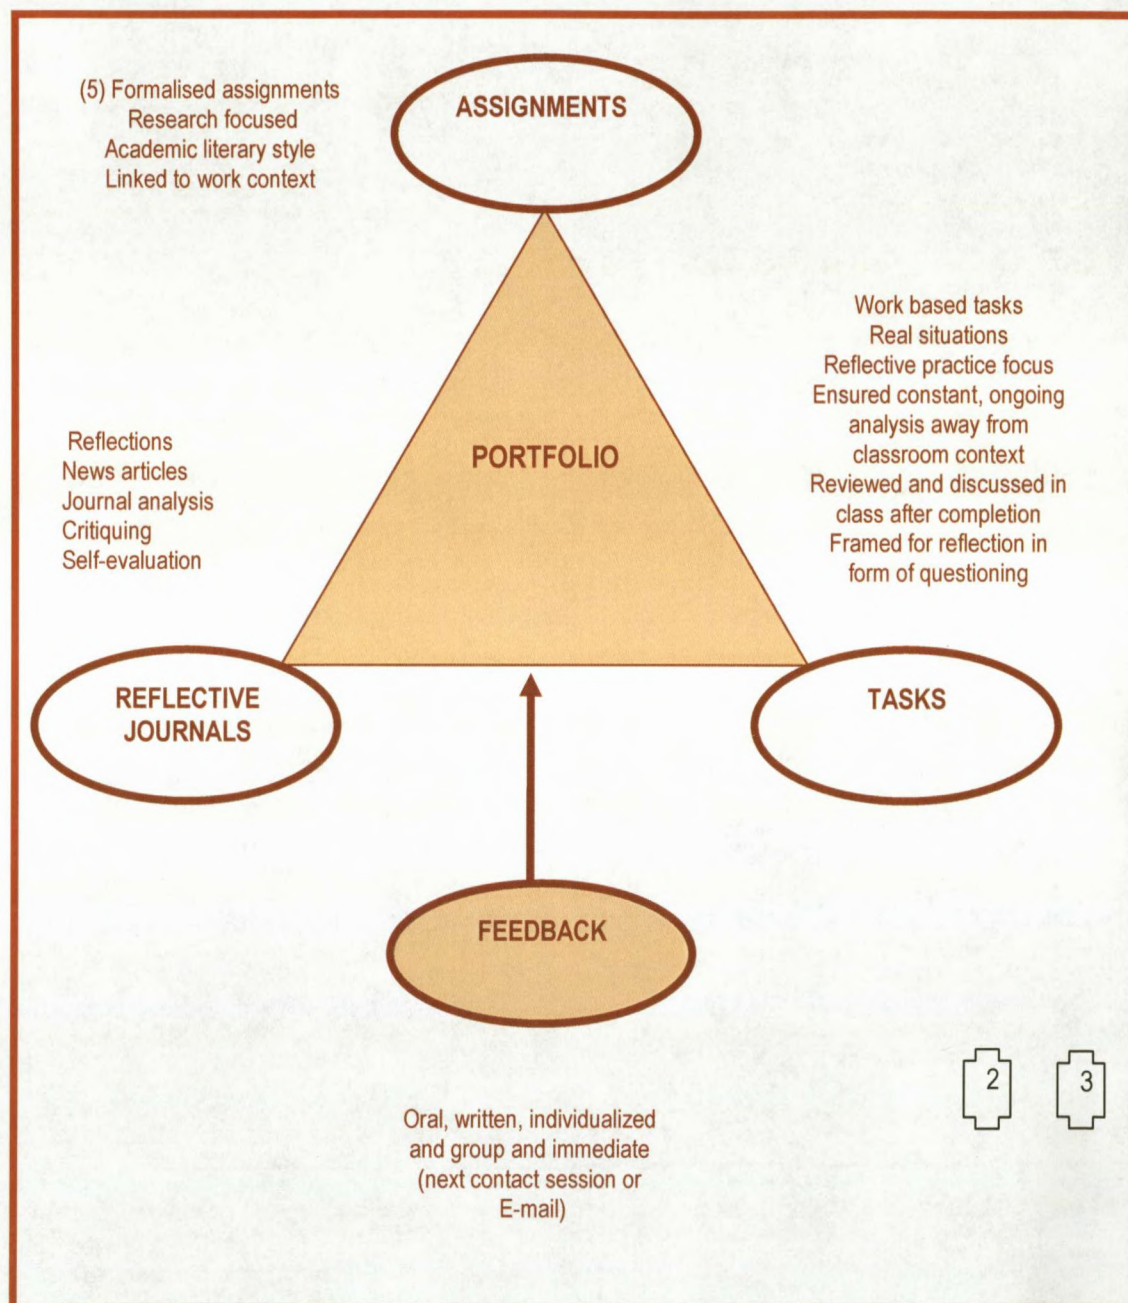 (5) Formalised assignments
Research focused
Academic literary style
Linked to work context
ASSIGNMENTS
Work based tasks
Real situations
Reflective practice focus
Ensured constant, ongoing
analysis away from
classroom context
Reviewed and discussed in
class after completion
Framed for reflection in
form of questioning
PORTFOLIO
Reflections
News articles
Journal analysis
Critiquing
Self-evaluation
REFLECTIVE
JOURNALS
TASKS
FEEDBACK
2 3
Oral, written, individualized
and group and immediate
(next contact session or
E-mail)